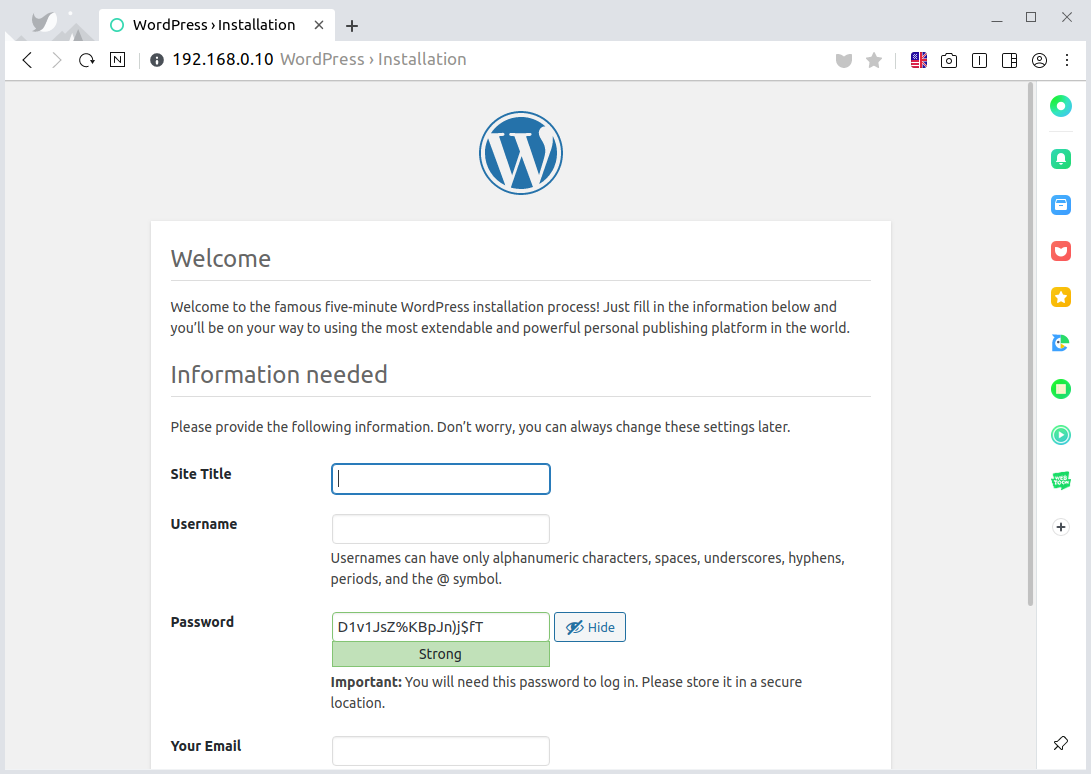 WordPress › Installation
192.168.0.10 WordPress › Installation
Welcome
Welcome to the famous five-minute WordPress installation process! Just fill in the information below and
you’ll be on your way to using the most extendable and powerful personal publishing platform in the world.
Information needed
Please provide the following information. Don’t worry, you can always change these settings later.
Site Title
Username
Usernames can have only alphanumeric characters, spaces, underscores, hyphens,
periods, and the @ symbol.
Password
D1v1JsZ%KBpJn)j$fT
Hide
Strong
Important: You will need this password to log in. Please store it in a secure
location.
Your Email
WEB
TOON